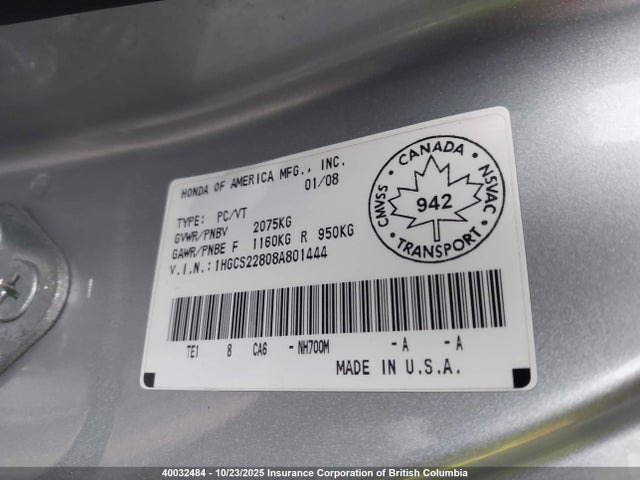 HONDA OF AMERICA MFG., INC.
01/08
TYPE: PC/VT
GVWR/PNBV 2075KG
GAWR/PNBE F 1160KG R 950KG
V.I.N.: 1HGCS22808A801444
CANADA
CMVSS 942 NSVAC
TRANSPORT
TE1 8 CA6 -NH700M -A -A
MADE IN U.S.A.
40032484 - 10/23/2025 Insurance Corporation of British Columbia